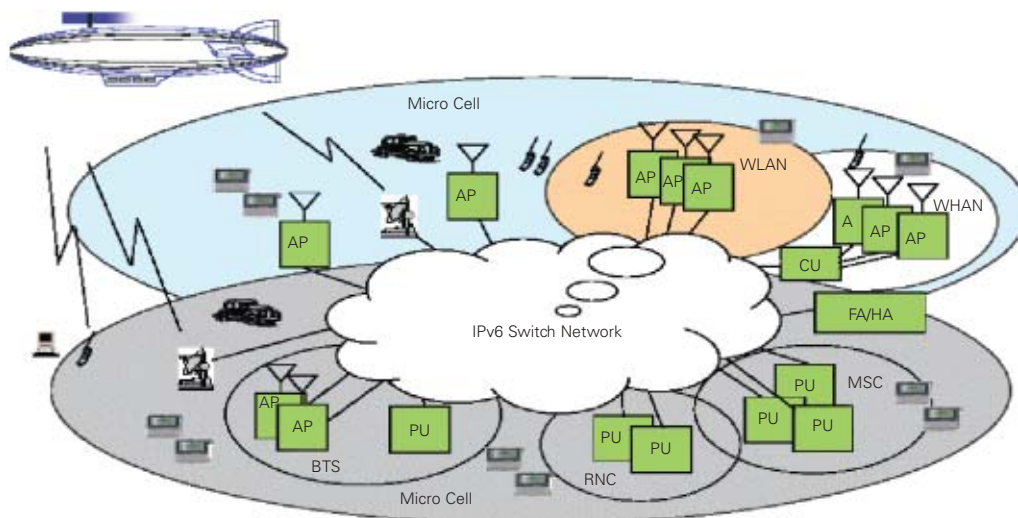 Micro Cell
AP
AP
AP
AP
AP
WLAN
A
AP
AP
WHAN
CU
FA/HA
IPv6 Switch Network
AP
AP
PU
BTS
PU
PU
RNC
PU
PU
PU
MSC
Micro Cell